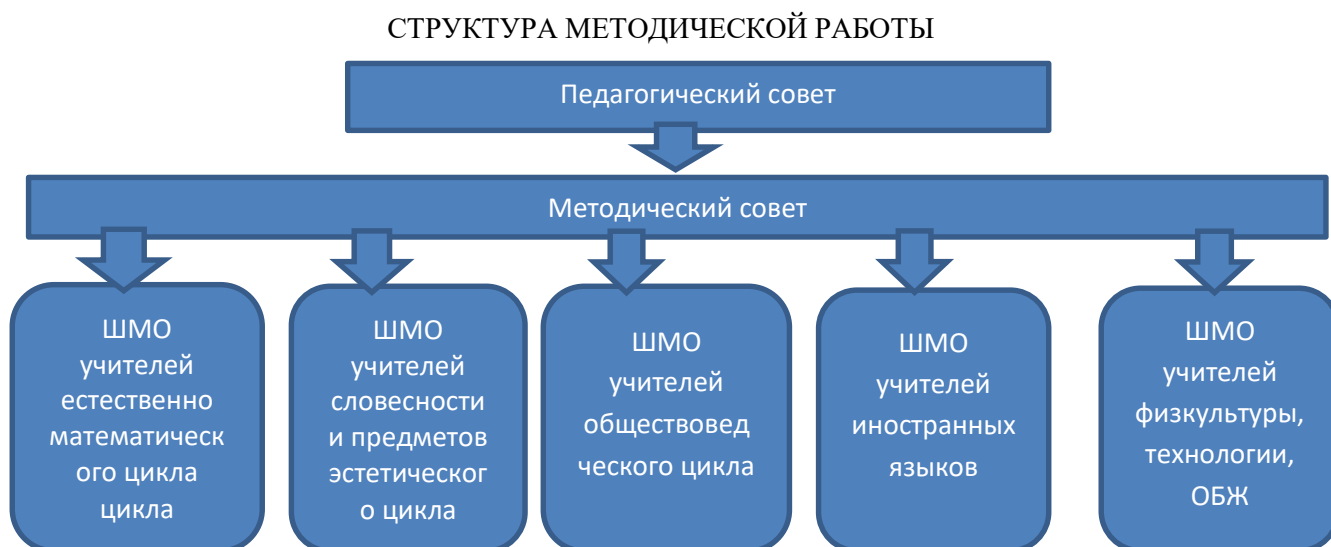 СТРУКТУРА МЕТОДИЧЕСКОЙ РАБОТЫ
Педагогический совет
Методический совет
ШМО
учителей
естественно
математическ
ого цикла
цикла
ШМО
учителей
словесности
и предметов
эстетическог
о цикла
ШМО
учителей
обществовед
ческого цикла
ШМО
учителей
иностранных
языков
ШМО
учителей
физкультуры,
технологии,
ОБЖ